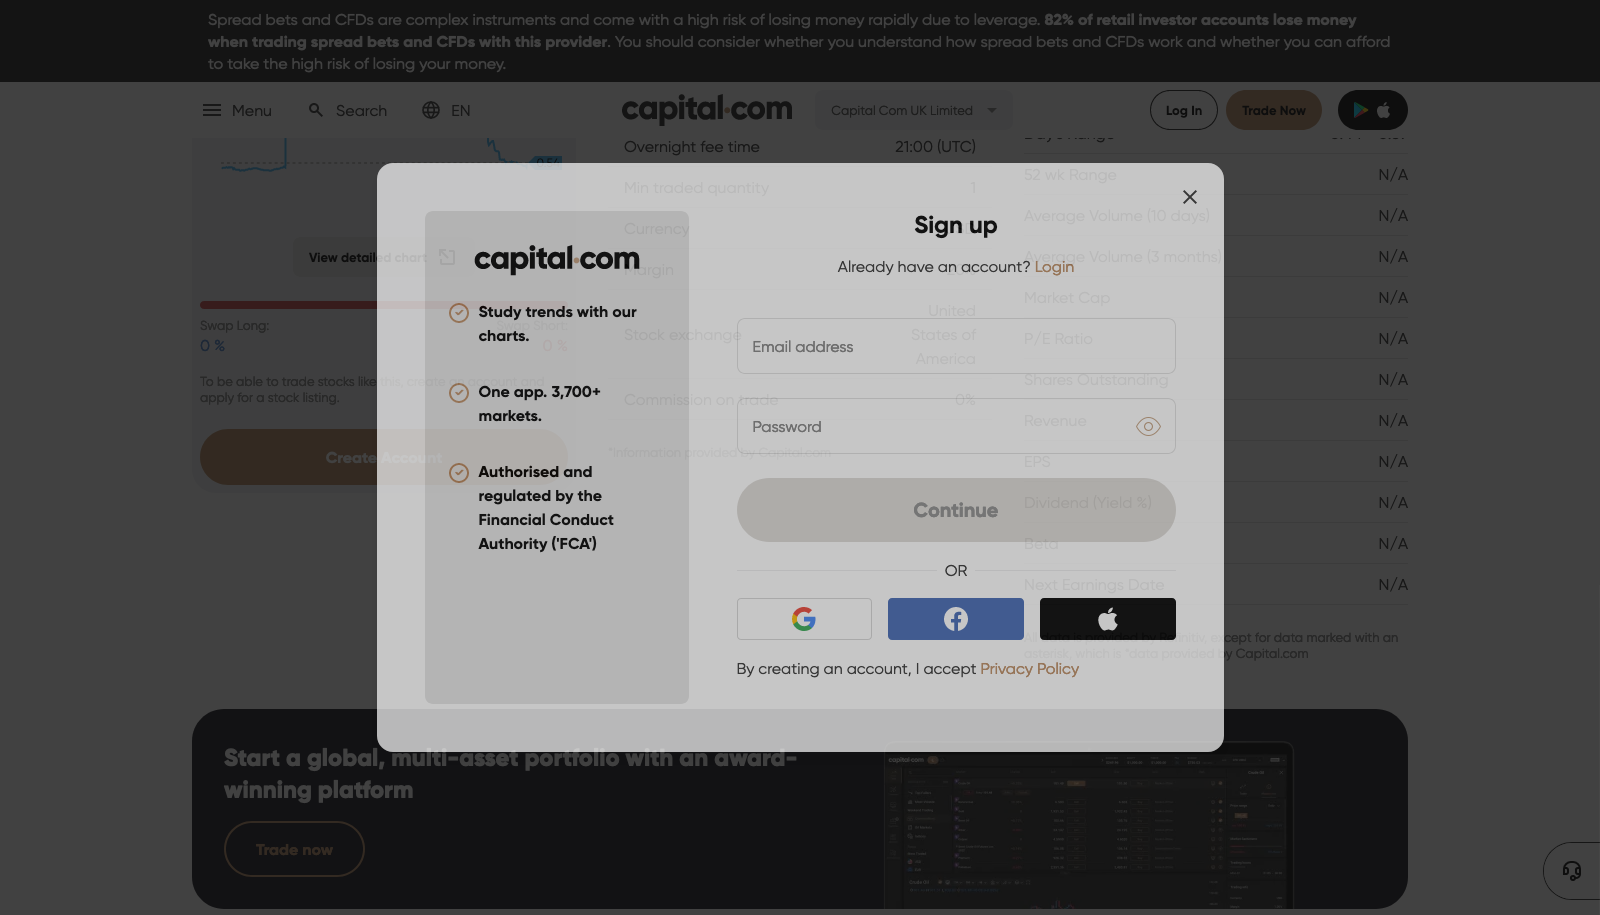 Spread bets and CFDs are complex instruments and come with a high risk of losing money rapidly due to leverage. 82% of retail investor accounts lose money
when trading spread bets and CFDs with this provider. You should consider whether you understand how spread bets and CFDs work and whether you can afford
to take the high risk of losing your money.
Menu
Search
EN
capital.com
Capital Com UK Limited
Log In
Trade Now
Overnight fee time 21:00 (UTC)
Min traded quantity 1
Currency
Margin
Stock exchange United
States of
America
Commission on trade 0%
*Information provided by Capital.com
52 wk Range N/A
Average Volume (10 days) N/A
Average Volume (3 months) N/A
Market Cap N/A
P/E Ratio N/A
Shares Outstanding N/A
Revenue N/A
EPS N/A
Dividend (Yield %) N/A
Beta N/A
Next Earnings Date N/A
except for data marked with an
asterisk, which is *data provided by Capital.com
View detailed chart
Swap Long:
0 %
Swap Short:
0 %
To be able to trade stocks like this, create an account and
apply for a stock listing.
Create Account
capital.com
Study trends with our
charts.
One app. 3,700+
markets.
Authorised and
regulated by the
Financial Conduct
Authority ('FCA')
Sign up
Already have an account? Login
Email address
Password
Continue
OR
By creating an account, I accept Privacy Policy
Start a global, multi-asset portfolio with an award-
winning platform
Trade now
capital.com